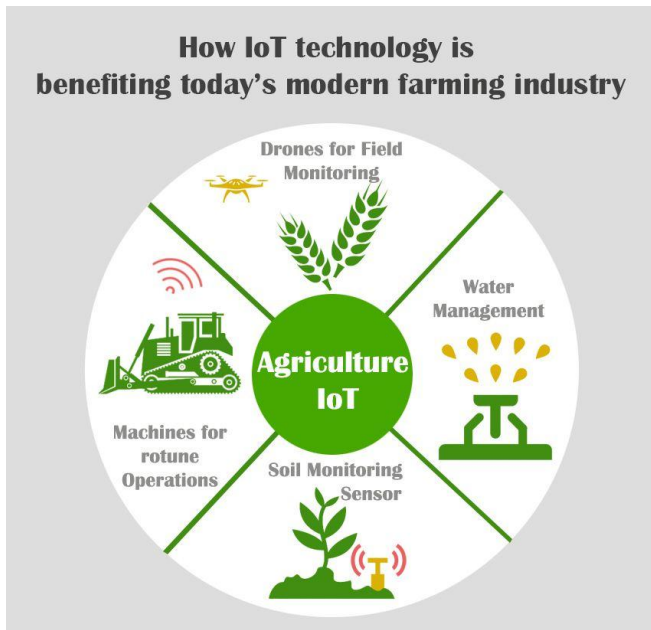 How IoT technology is
benefiting today's modern farming industry
Drones for Field
Monitoring
Water
Management
Agriculture
IoT
Machines for
rotune
Operations
Soil Monitoring
Sensor